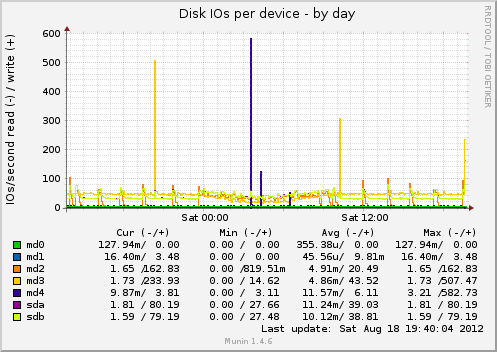 Disk IOs per device - by day
RRDTOOL / TOBI OETIKER
IOs/second read (-) / write (+)
600
500
400
300
200
100
0
Sat 00:00 Sat 12:00
Cur (-/+) Min (-/+) Avg (-/+) Max (-/+)
md0 127.94m/ 0.00 0.00 / 0.00 355.38u/ 0.00 127.94m/ 0.00
md1 16.40m/ 3.48 0.00 / 0.00 45.56u/ 9.81m 16.40m/ 3.48
md2 1.65 /162.83 0.00 /819.51m 4.91m/ 20.49 1.65 /162.83
md3 1.73 /233.93 0.00 / 14.62 4.86m/ 43.52 1.73 /507.47
md4 9.87m/ 3.81 0.00 / 3.11 11.57m/ 6.11 3.21 /582.73
sda 1.81 / 80.19 0.00 / 27.66 11.24m/ 39.03 1.81 / 80.19
sdb 1.59 / 79.19 0.00 / 27.48 10.12m/ 38.81 1.59 / 79.19
Last update: Sat Aug 18 19:40:04 2012
Munin 1.4.6